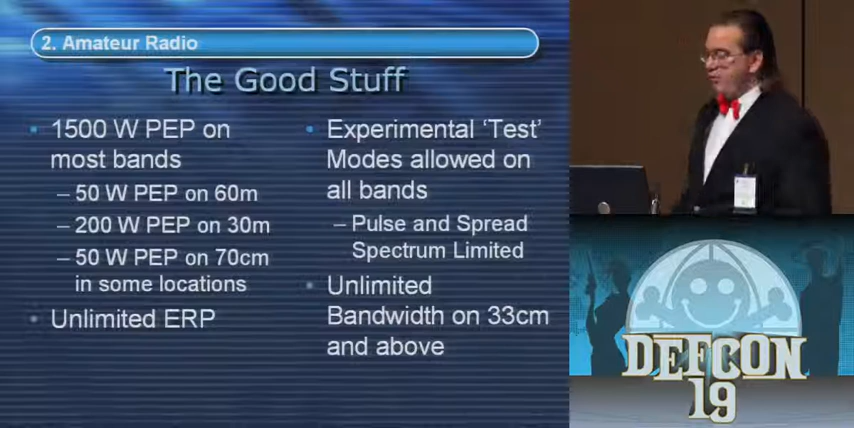 2. Amateur Radio
The Good Stuff
• 1500 W PEP on
most bands
– 50 W PEP on 60m
– 200 W PEP on 30m
– 50 W PEP on 70cm
in some locations
• Unlimited ERP
• Experimental ‘Test’
Modes allowed on
all bands
– Pulse and Spread
Spectrum Limited
• Unlimited
Bandwidth on 33cm
and above
DEFCON
19